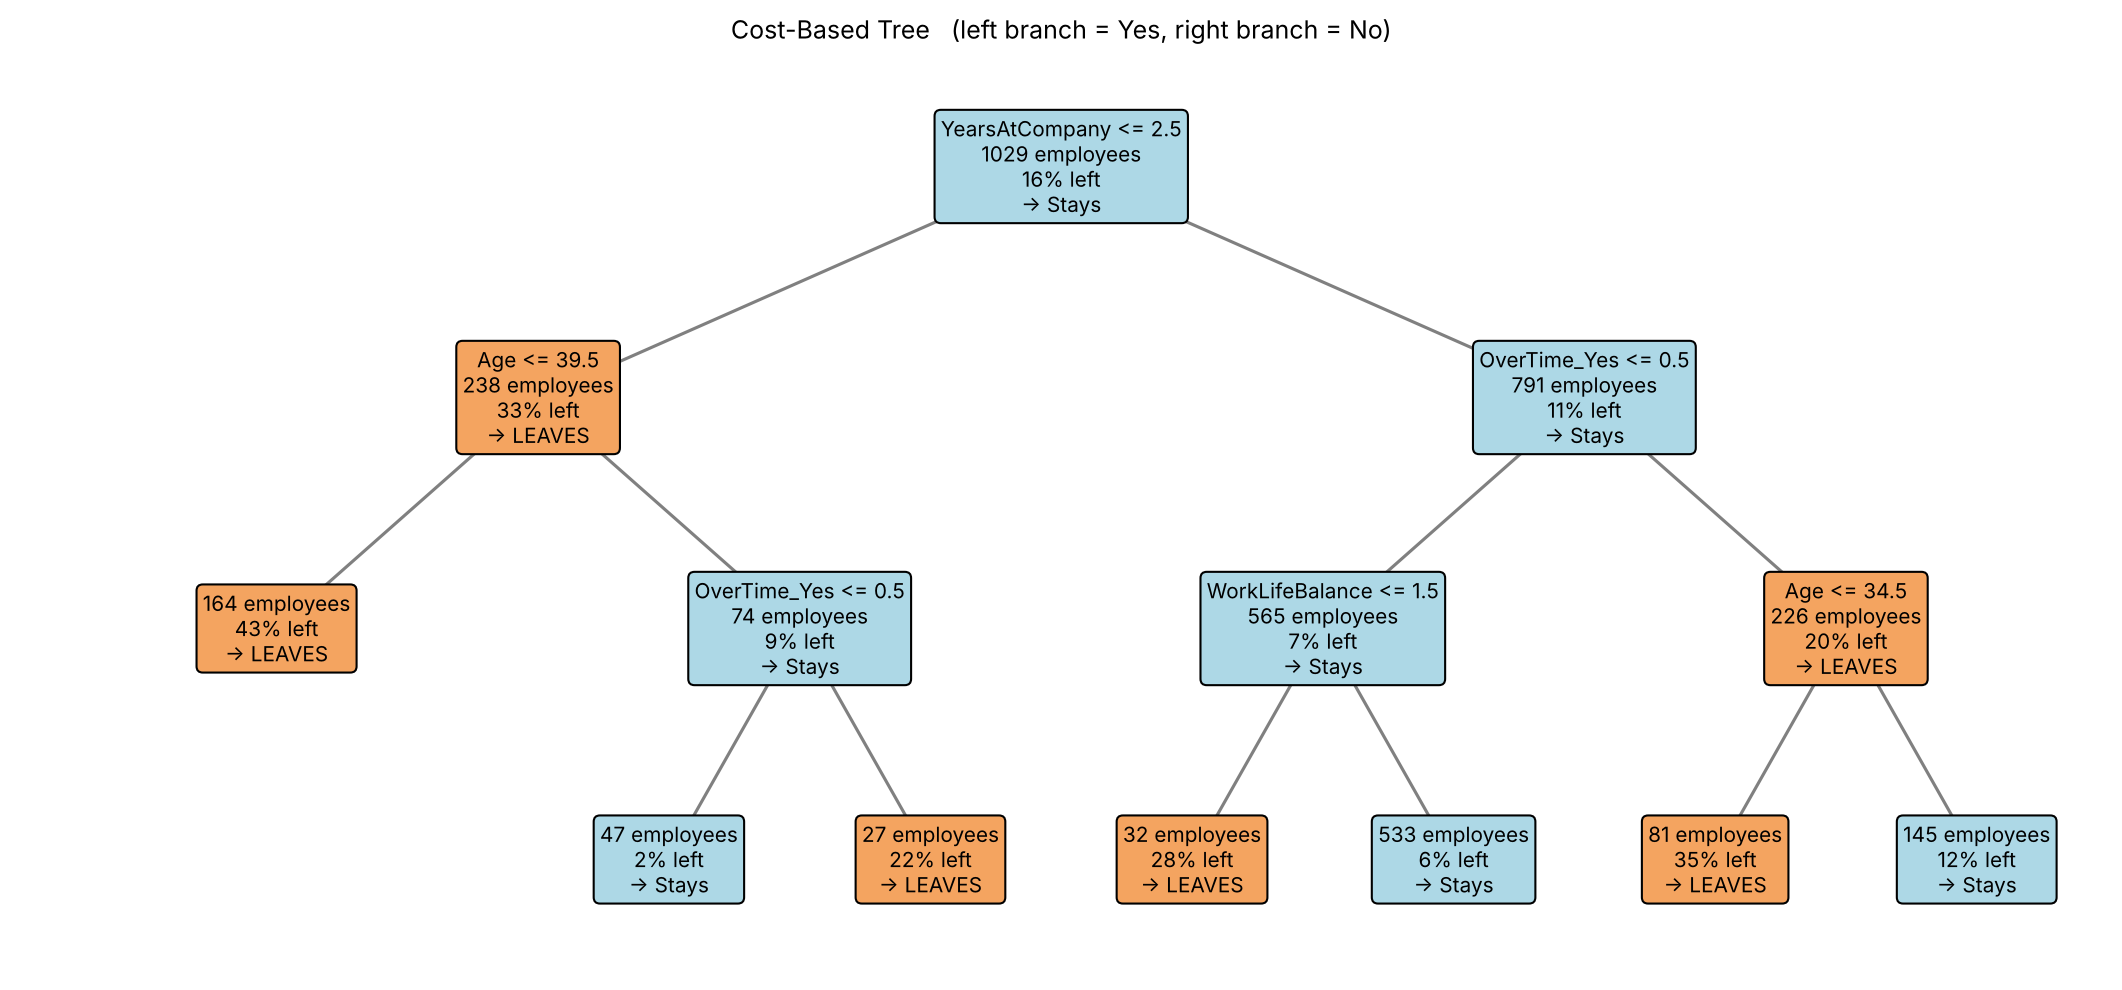 Cost-Based Tree   (left branch = Yes, right branch = No)
YearsAtCompany <= 2.5
1029 employees
16% left
→ Stays
Age <= 39.5
238 employees
33% left
→ LEAVES
OverTime_Yes <= 0.5
791 employees
11% left
→ Stays
164 employees
43% left
→ LEAVES
OverTime_Yes <= 0.5
74 employees
9% left
→ Stays
WorkLifeBalance <= 1.5
565 employees
7% left
→ Stays
Age <= 34.5
226 employees
20% left
→ LEAVES
47 employees
2% left
→ Stays
27 employees
22% left
→ LEAVES
32 employees
28% left
→ LEAVES
533 employees
6% left
→ Stays
81 employees
35% left
→ LEAVES
145 employees
12% left
→ Stays